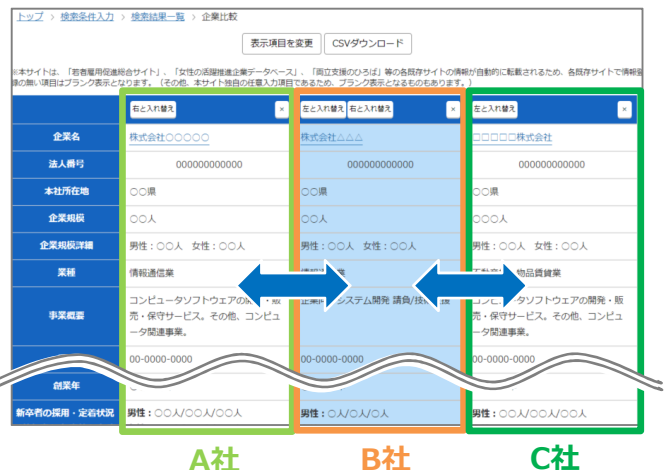 トップ > 検索条件入力 > 検索結果一覧 > 企業比較
表示項目を変更 CSVダウンロード
※本サイトは、「若者雇用促進総合サイト」、「女性の活躍推進企業データベース」、「両立支援のひろば」等の各既存サイトの情報が自動的に転載されるため、各既存サイトで情報登
録の無い項目はブランク表示となります。（その他、本サイト独自の任意入力項目であるため、ブランク表示となるものもあります。）
右と入れ替え × 左と入れ替え 右と入れ替え × 左と入れ替え ×
企業名 株式会社○○○○○ 株式会社△△△ □□□□□株式会社
法人番号 000000000000 000000000000 000000000000
本社所在地 ○○県 ○○県 ○○県
企業規模 ○○人 ○○人 ○○○人
企業規模詳細 男性：○○人 女性：○○人 男性：○○人 女性：○○人 男性：○○人 女性：○○人
業種 情報通信業 業 物品賃貸業
事業概要
コンピュータソフトウェアの開 ・販 システム開発 請負/技 ータソフトウェアの開発・販
売・保守サービス。その他、コンピュ 売・保守サービス。その他、コンピュ
ータ関連事業。 ータ関連事業。
00-0000-0000 00-0000-0000 00-0000-0000
創業年
新卒者の採用・定着状況 男性：○○人/○○人/○○人 男性：○人/○人/○人 男性：○○人/○○人/○○人
A社 B社 C社